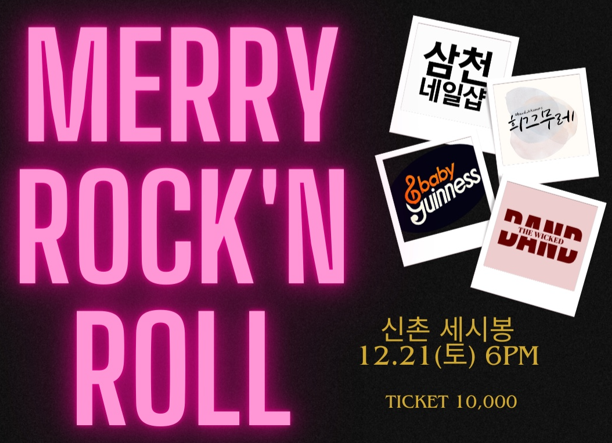 MERRY
ROCK'N
ROLL
삼천
네일샵
회그무레
baby
guinness
THE WICKED
BAND
신촌 세시봉
12.21(토) 6PM
TICKET 10,000